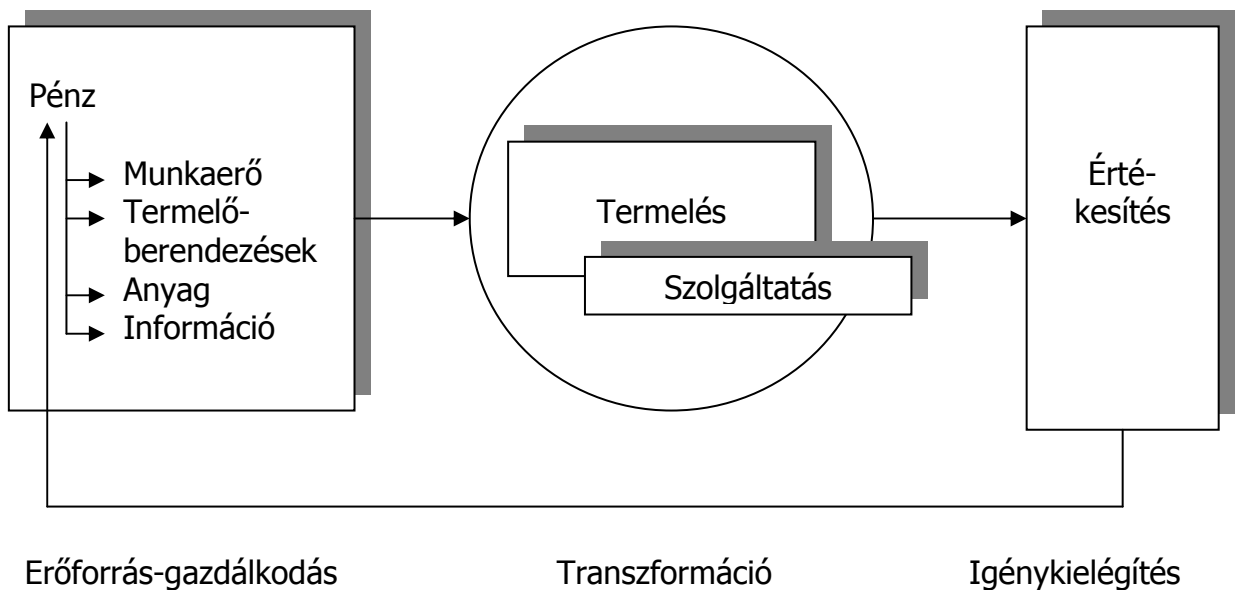 Pénz
Munkaerő
Termelő-
berendezések
Anyag
Információ
Termelés
Szolgáltatás
Érté-
kesítés
Erőforrás-gazdálkodás
Transzformáció
Igénykielégítés